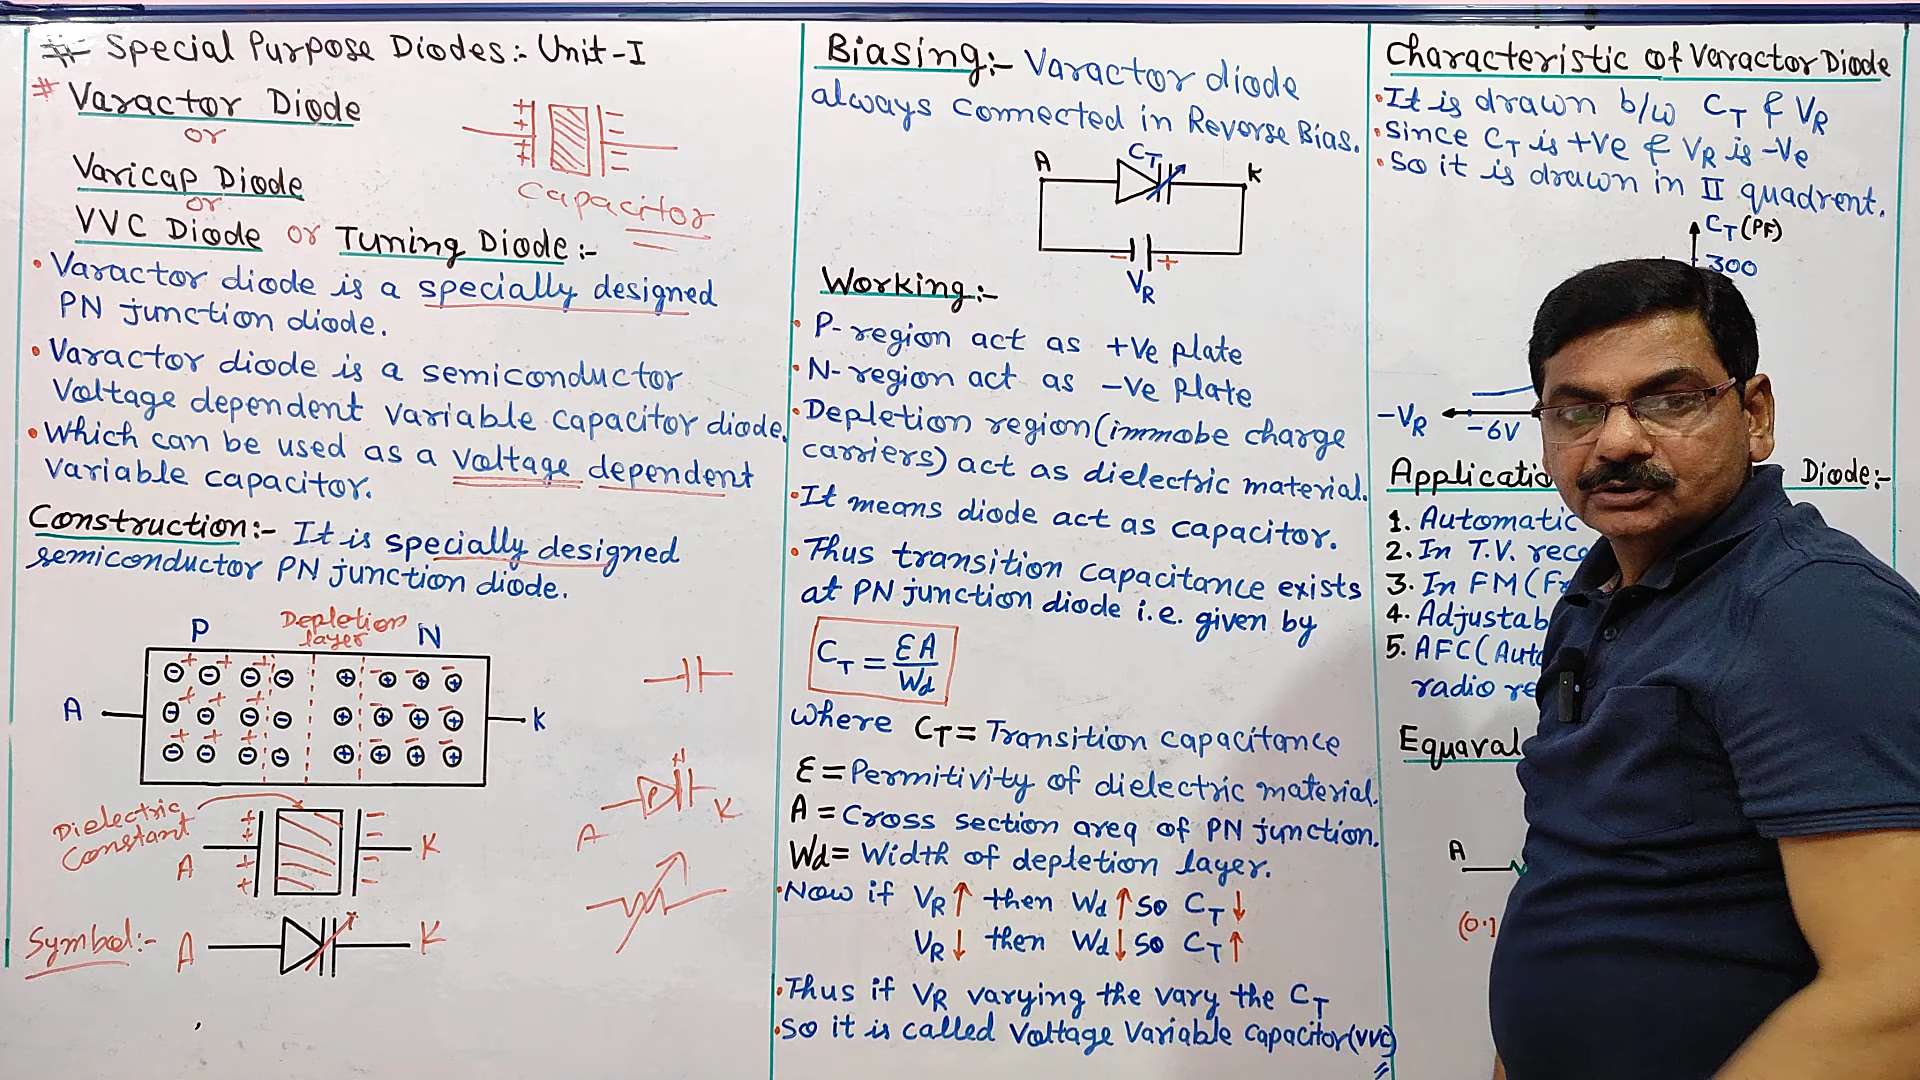 # Special Purpose Diodes:- Unit-I
# Varactor Diode
or
Varicap Diode
or
VVC Diode or Tuning Diode:-
Capacitor
• Varactor diode is a specially designed
PN junction diode.
• Varactor diode is a semiconductor
Voltage dependent variable capacitor diode.
• Which can be used as a voltage dependent
variable capacitor.
Construction:- It is specially designed
semiconductor PN junction diode.
P Depletion layer N
A K
Dielectric
Constant
A K
A K
Symbol:- A K
Biasing:- Varactor diode
always connected in Reverse Bias.
A CT K
- +
VR
Working:-
• P-region act as +Ve plate
• N-region act as -Ve Plate
• Depletion region (immobe charge
carriers) act as dielectric material.
• It means diode act as capacitor.
• Thus transition capacitance exists
at PN junction diode i.e. given by
CT = εA/Wd
where CT = Transition capacitance
ε = Permitivity of dielectric material.
A = Cross section area of PN junction.
Wd = Width of depletion layer.
• Now if VR ↑ then Wd ↑ so CT ↓
VR ↓ then Wd ↓ so CT ↑
• Thus if VR varying the vary the CT
• So it is called Voltage Variable Capacitor (VVC)
Characteristic of Varactor Diode
• It is drawn b/w CT & VR
• Since CT is +Ve & VR is -Ve
• So it is drawn in II quadrent.
CT (PF)
300
-VR
-6V
Applicatio Diode:-
1. Automatic
2. In T.V. rece
3. In FM (Fr
4. Adjustab
5. AFC (Auto
radio re
Equaval
A
(0.1